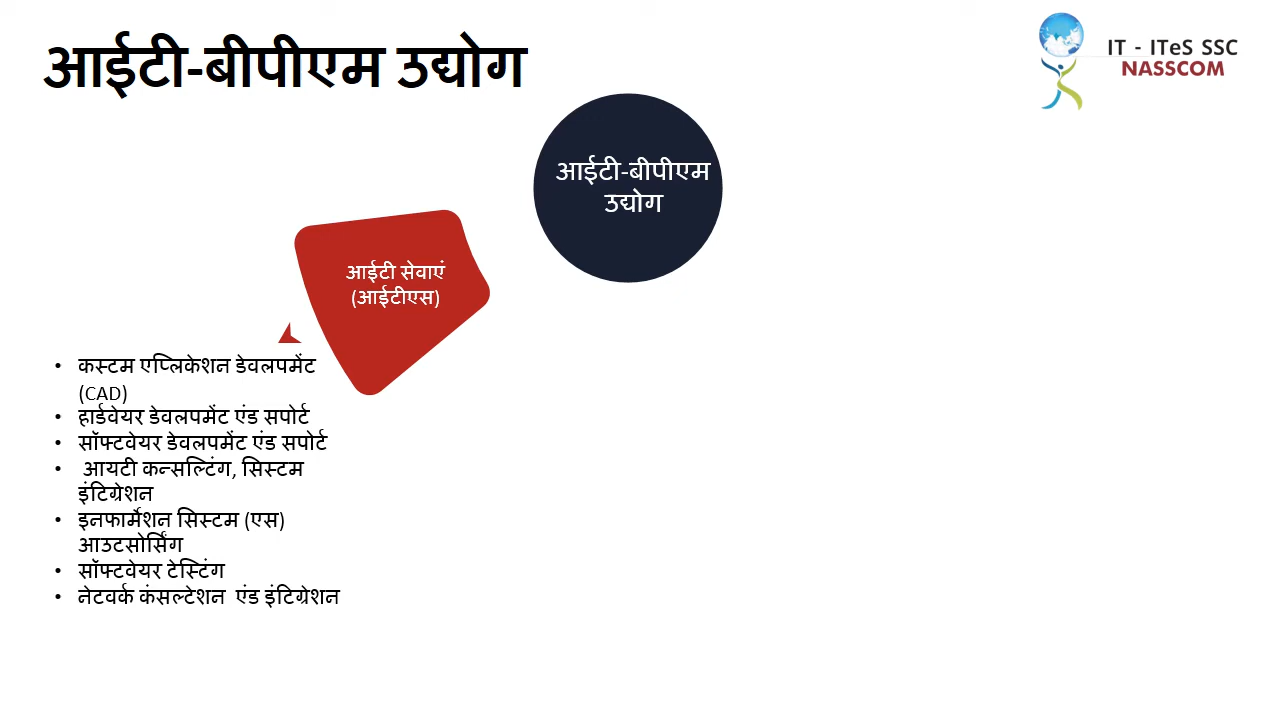 आईटी-बीपीएम उद्योग
IT - ITeS SSC
NASSCOM
आईटी-बीपीएम
उद्योग
आईटी सेवाएं
(आईटीएस)
• कस्टम एप्लिकेशन डेवलपमेंट
(CAD)
• हार्डवेयर डेवलपमेंट एंड सपोर्ट
• सॉफ्टवेयर डेवलपमेंट एंड सपोर्ट
• आयटी कन्सल्टिंग, सिस्टम
इंटिग्रेशन
• इनफार्मेशन सिस्टम (एस)
आउटसोर्सिंग
• सॉफ्टवेयर टेस्टिंग
• नेटवर्क कंसल्टेशन एंड इंटिग्रेशन